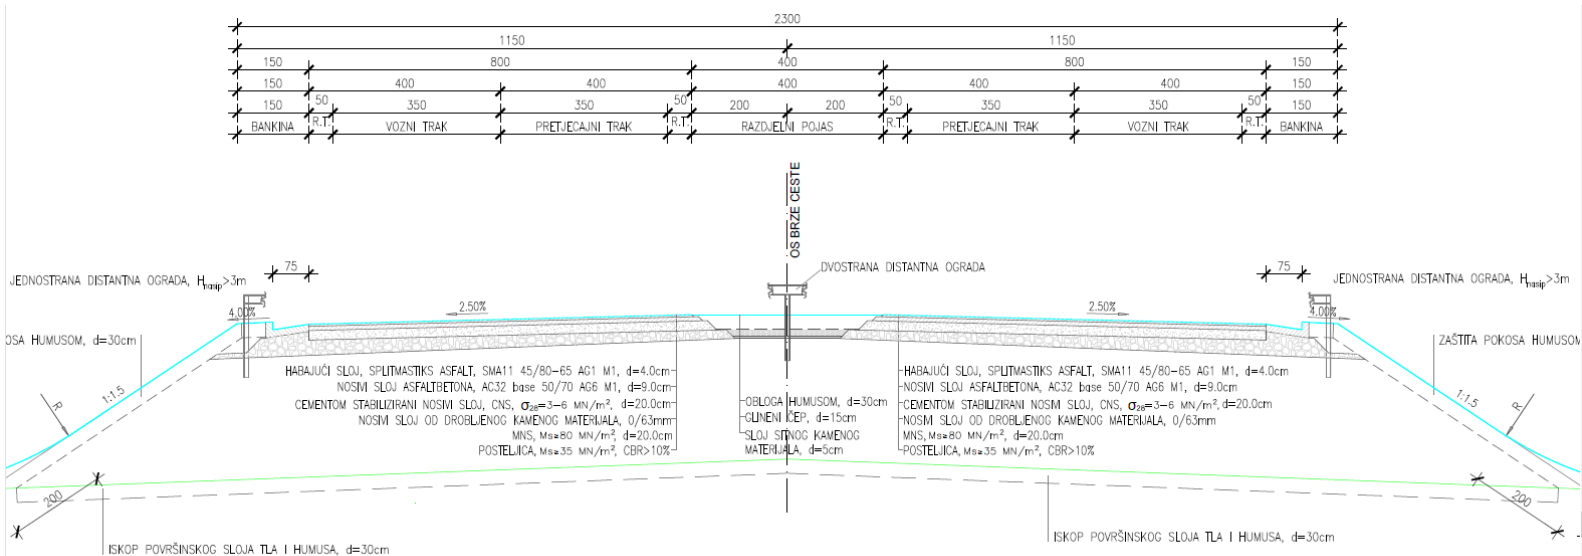 2300
1150 1150
150 800 400 800 150
150 400 400 400 400 400 150
150 50 350 350 50 200 200 50 350 350 50 150
BANKINA R.T. VOZNI TRAK PRETJECAJNI TRAK R.T. RAZDJELNI POJAS R.T. PRETJECAJNI TRAK VOZNI TRAK R.T. BANKINA
OS BRZE CESTE
JEDNOSTRANA DISTANTNA OGRADA, Hnasip>3m
75
DVOSTRANA DISTANTNA OGRADA
75
JEDNOSTRANA DISTANTNA OGRADA, Hnasip>3m
4.00% 2.50% 2.50% 4.00%
OSA HUMUSOM, d=30cm
ZAŠTITA POKOSA HUMUSOM
1:1.5
R
HABAJUĆI SLOJ, SPLITMASTIKS ASFALT, SMA11 45/80-65 AG1 M1, d=4.0cm
NOSIVI SLOJ ASFALTBETONA, AC32 base 50/70 AG6 M1, d=9.0cm
CEMENTOM STABILIZIRANI NOSIVI SLOJ, CNS, σ28=3-6 MN/m², d=20.0cm
NOSIVI SLOJ OD DROBLJENOG KAMENOG MATERIJALA, 0/63mm
MNS, Ms≥80 MN/m², d=20.0cm
POSTELJICA, Ms≥35 MN/m², CBR>10%
OBLOGA HUMUSOM, d=30cm
GLINENI ČEP, d=15cm
SLOJ SITNOG KAMENOG
MATERIJALA, d=5cm
HABAJUĆI SLOJ, SPLITMASTIKS ASFALT, SMA11 45/80-65 AG1 M1, d=4.0cm
NOSIVI SLOJ ASFALTBETONA, AC32 base 50/70 AG6 M1, d=9.0cm
CEMENTOM STABILIZIRANI NOSIVI SLOJ, CNS, σ28=3-6 MN/m², d=20.0cm
NOSIVI SLOJ OD DROBLJENOG KAMENOG MATERIJALA, 0/63mm
MNS, Ms≥80 MN/m², d=20.0cm
POSTELJICA, Ms≥35 MN/m², CBR>10%
1:1.5
R
200
200
ISKOP POVRŠINSKOG SLOJA TLA I HUMUSA, d=30cm
ISKOP POVRŠINSKOG SLOJA TLA I HUMUSA, d=30cm